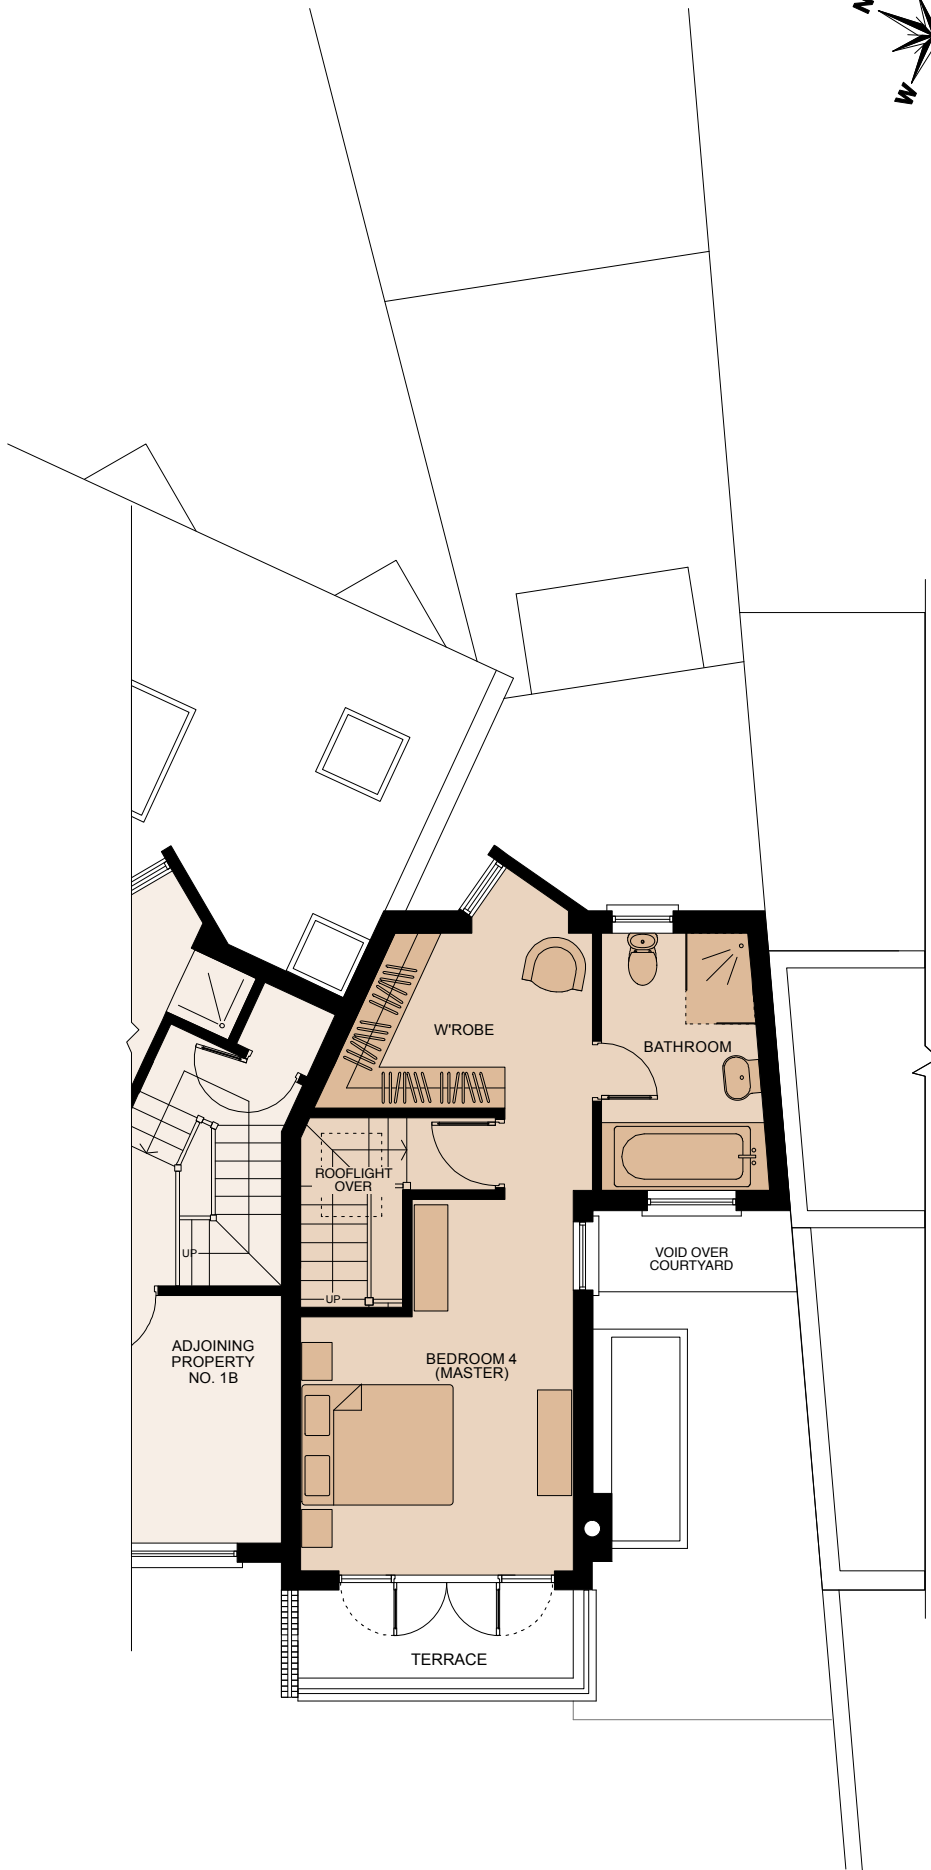 N
W
W'ROBE
BATHROOM
ROOFLIGHT
OVER
UP
VOID OVER
COURTYARD
UP
ADJOINING
PROPERTY
NO. 1B
BEDROOM 4
(MASTER)
TERRACE